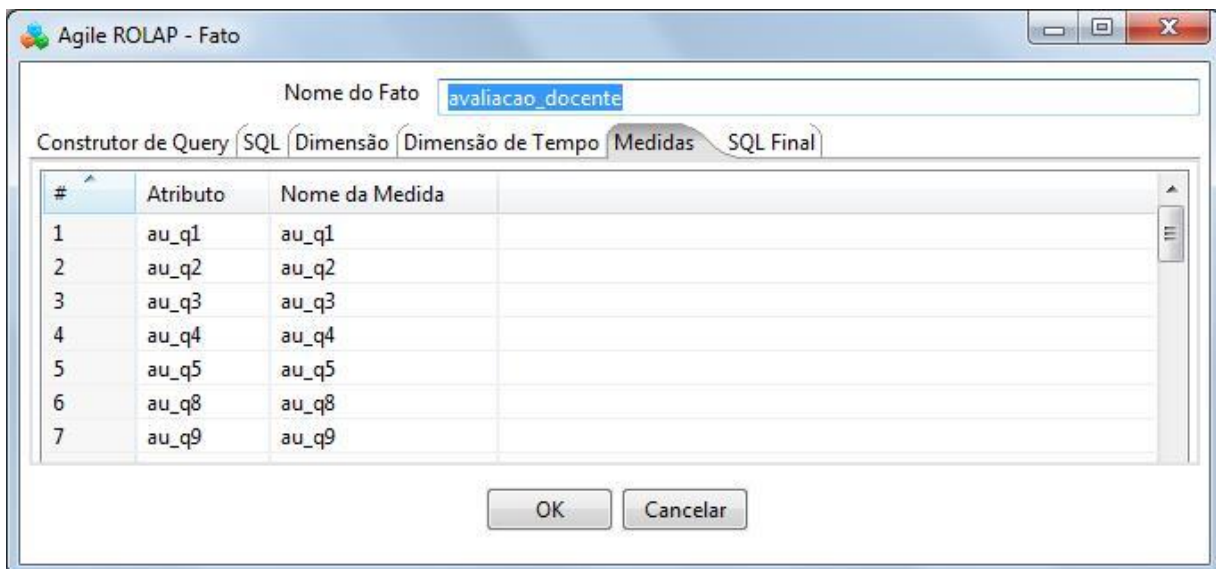 Agile ROLAP - Fato
Nome do Fato avaliacao_docente
Construtor de Query SQL Dimensão Dimensão de Tempo Medidas SQL Final
# Atributo Nome da Medida
1 au_q1 au_q1
2 au_q2 au_q2
3 au_q3 au_q3
4 au_q4 au_q4
5 au_q5 au_q5
6 au_q8 au_q8
7 au_q9 au_q9
OK Cancelar